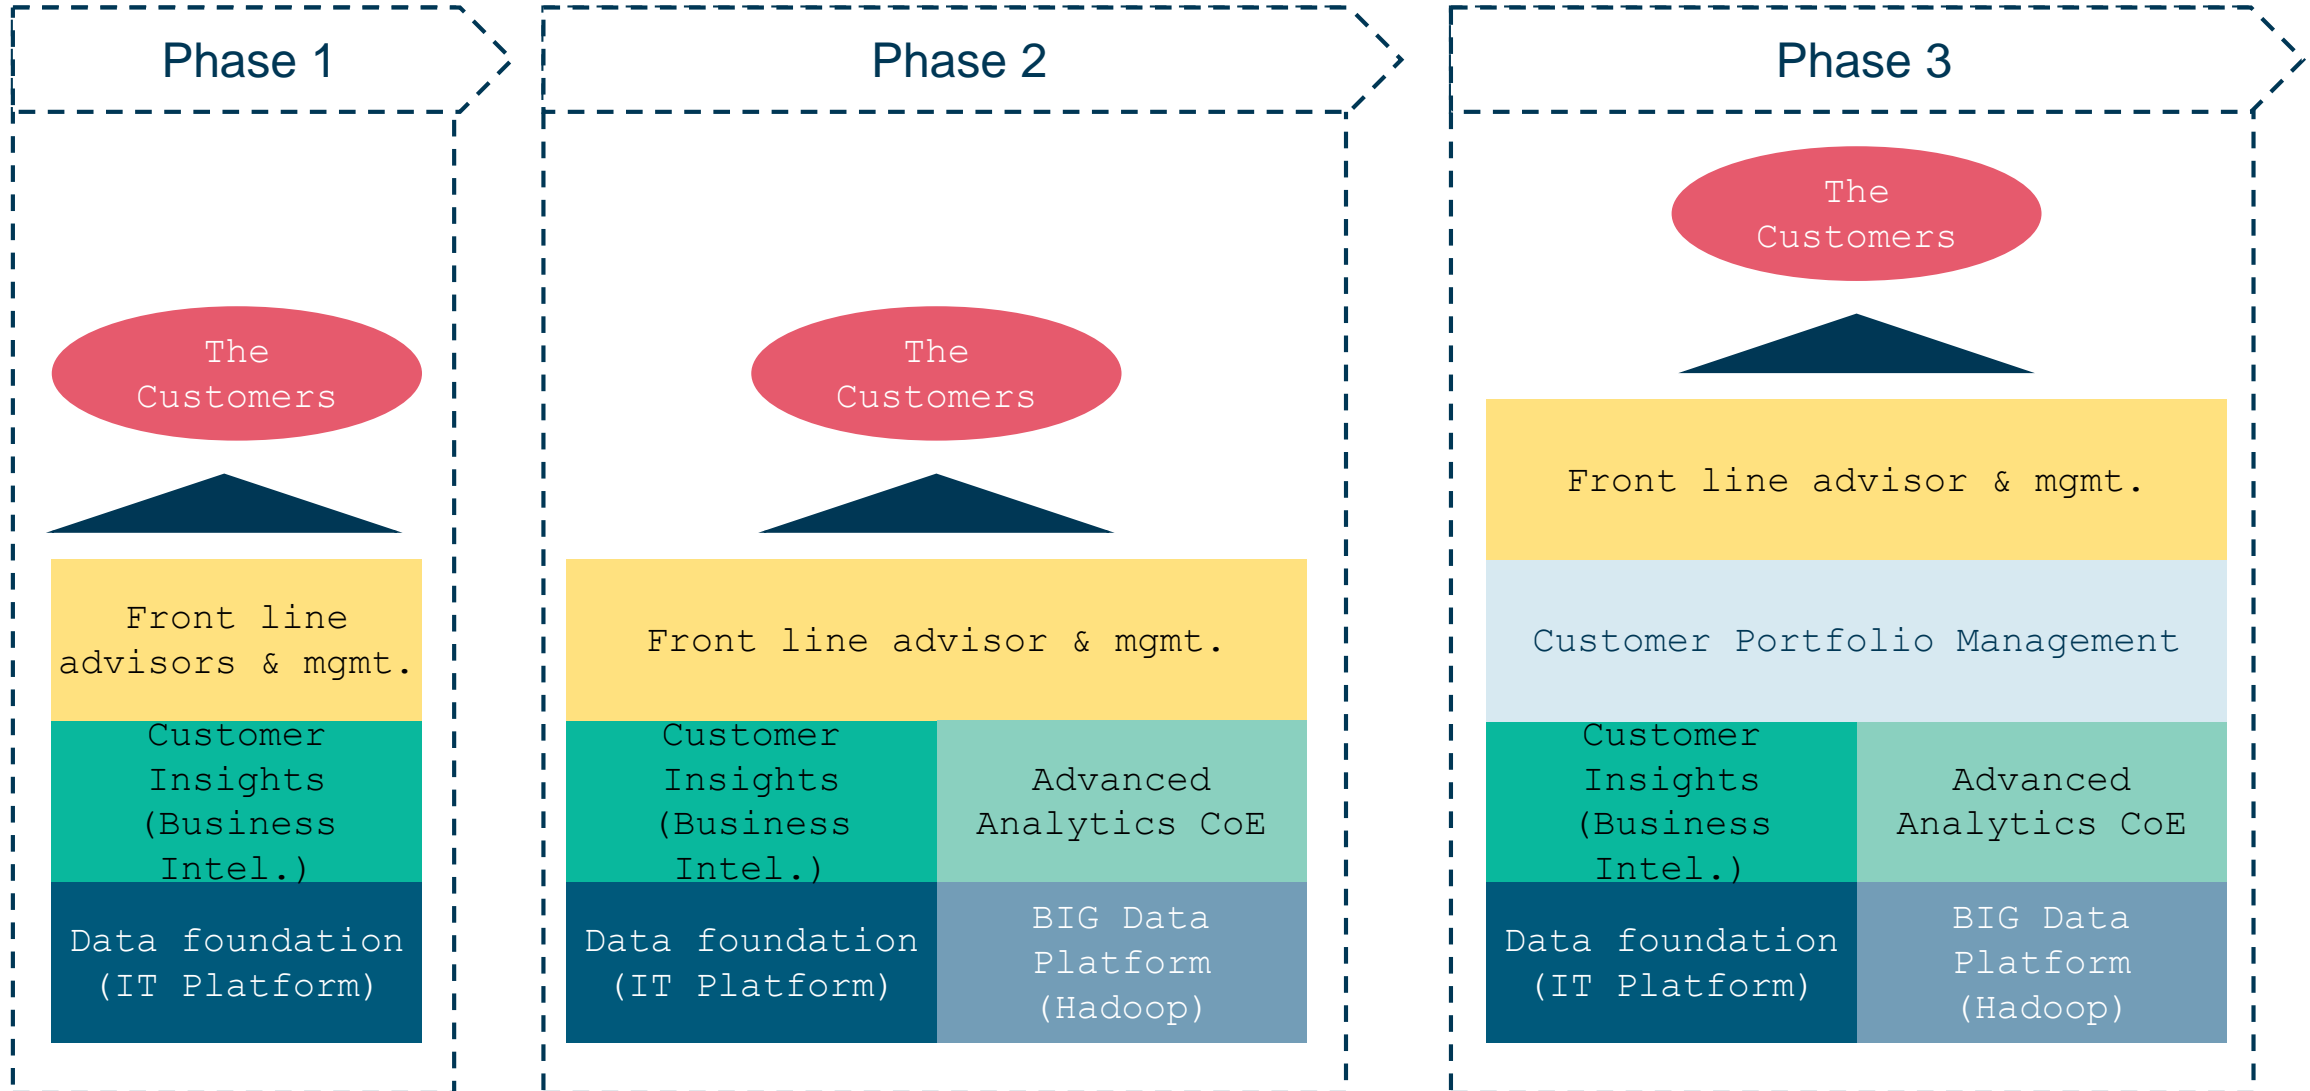 Phase 1
The
Customers
Front line
advisors & mgmt.
Customer
Insights
(Business
Intel.)
Data foundation
(IT Platform)
Phase 2
The
Customers
Front line advisor & mgmt.
Customer
Insights
(Business
Intel.)
Advanced
Analytics CoE
Data foundation
(IT Platform)
BIG Data
Platform
(Hadoop)
Phase 3
The
Customers
Front line advisor & mgmt.
Customer Portfolio Management
Customer
Insights
(Business
Intel.)
Advanced
Analytics CoE
Data foundation
(IT Platform)
BIG Data
Platform
(Hadoop)